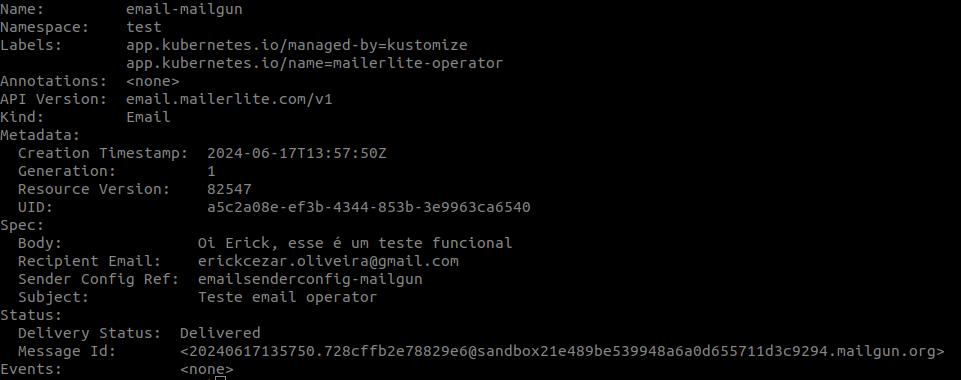 Name:         email-mailgun
Namespace:    test
Labels:       app.kubernetes.io/managed-by=kustomize
              app.kubernetes.io/name=mailerlite-operator
Annotations:  <none>
API Version:  email.mailerlite.com/v1
Kind:         Email
Metadata:
  Creation Timestamp:  2024-06-17T13:57:50Z
  Generation:          1
  Resource Version:    82547
  UID:                 a5c2a08e-ef3b-4344-853b-3e9963ca6540
Spec:
  Body:               Oi Erick, esse é um teste funcional
  Recipient Email:    erickcezar.oliveira@gmail.com
  Sender Config Ref:  emailsenderconfig-mailgun
  Subject:            Teste email operator
Status:
  Delivery Status:  Delivered
  Message Id:       <20240617135750.728cffb2e78829e6@sandbox21e489be539948a6a0d655711d3c9294.mailgun.org>
Events:             <none>